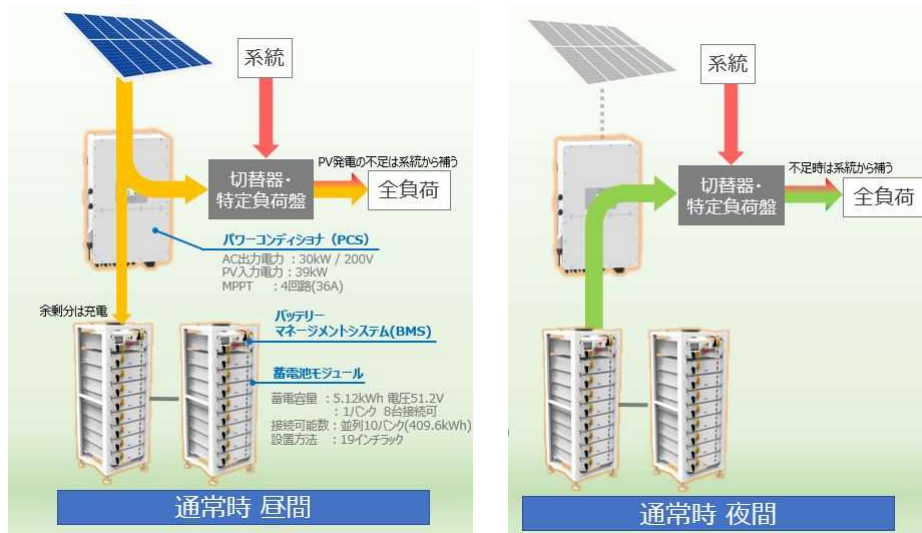 系統
PV発電の不足は系統から補う
切替器・
特定負荷盤
全負荷
パワーコンディショナ（PCS）
AC出力電力 ：30kW / 200V
PV入力電力 ：39kW
MPPT ：4回路(36A)
余剰分は充電
バッテリー
マネージメントシステム(BMS)
蓄電池モジュール
蓄電容量 ：5.12kWh 電圧51.2V
：1バンク 8台接続可
接続可能数：並列10バンク(409.6kWh)
設置方法 ：19インチラック
通常時 昼間
系統
不足時は系統から補う
切替器・
特定負荷盤
全負荷
通常時 夜間